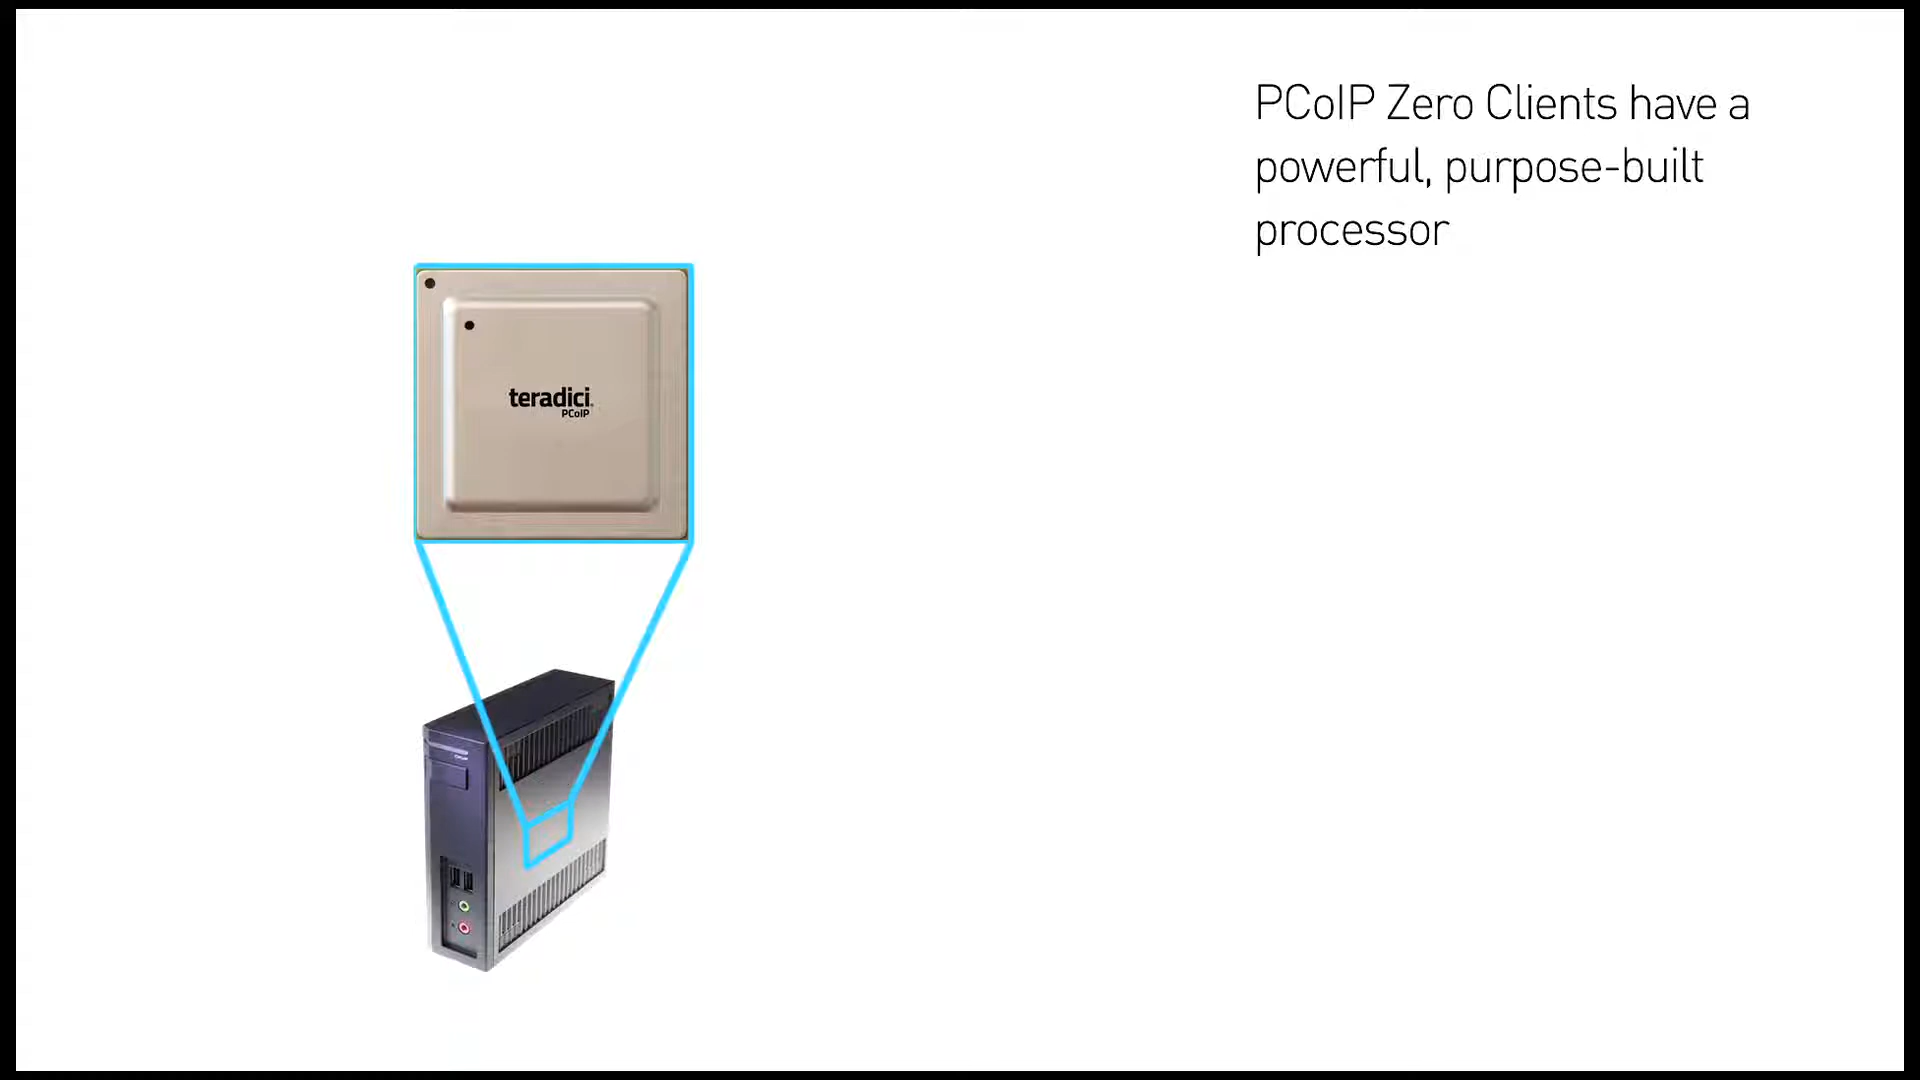 PCoIP Zero Clients have a
powerful, purpose-built
processor
teradici
PCoIP